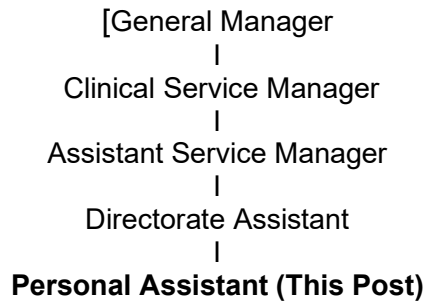 [General Manager
I
Clinical Service Manager
I
Assistant Service Manager
I
Directorate Assistant
I
Personal Assistant (This Post)